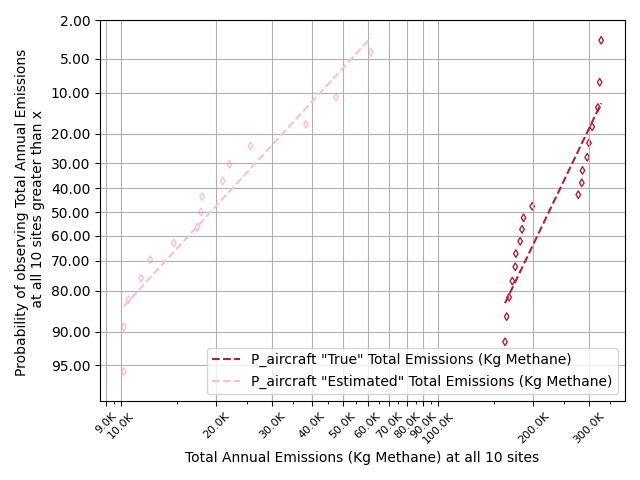 2.00
5.00
10.00
20.00
30.00
40.00
50.00
60.00
70.00
80.00
90.00
95.00
Probability of observing Total Annual Emissions
at all 10 sites greater than x
P_aircraft "True" Total Emissions (Kg Methane)
P_aircraft "Estimated" Total Emissions (Kg Methane)
9.0K
10.0K
20.0K
30.0K
40.0K
50.0K
60.0K
70.0K
80.0K
90.0K
100.0K
200.0K
300.0K
Total Annual Emissions (Kg Methane) at all 10 sites